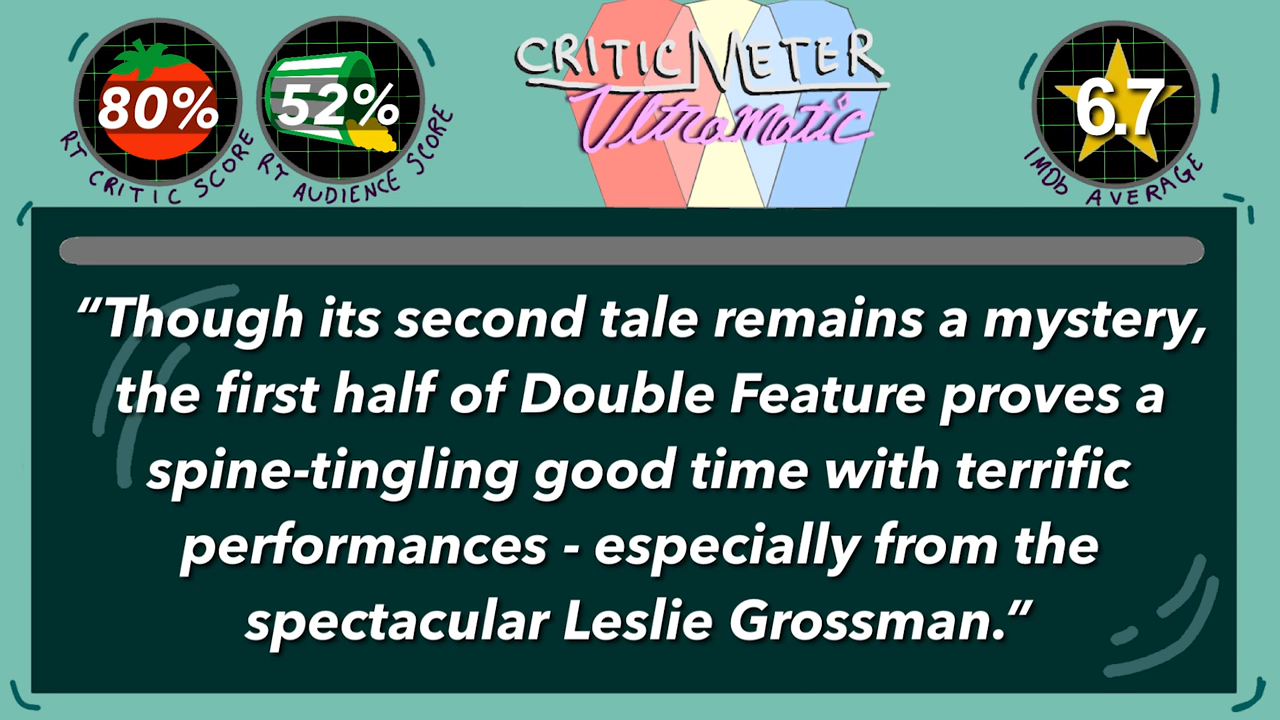 80%
RT CRITIC SCORE
52%
RT AUDIENCE SCORE
CRITIC METER
Ultramatic
6.7
IMDb AVERAGE
“Though its second tale remains a mystery,
the first half of Double Feature proves a
spine-tingling good time with terrific
performances - especially from the
spectacular Leslie Grossman.”